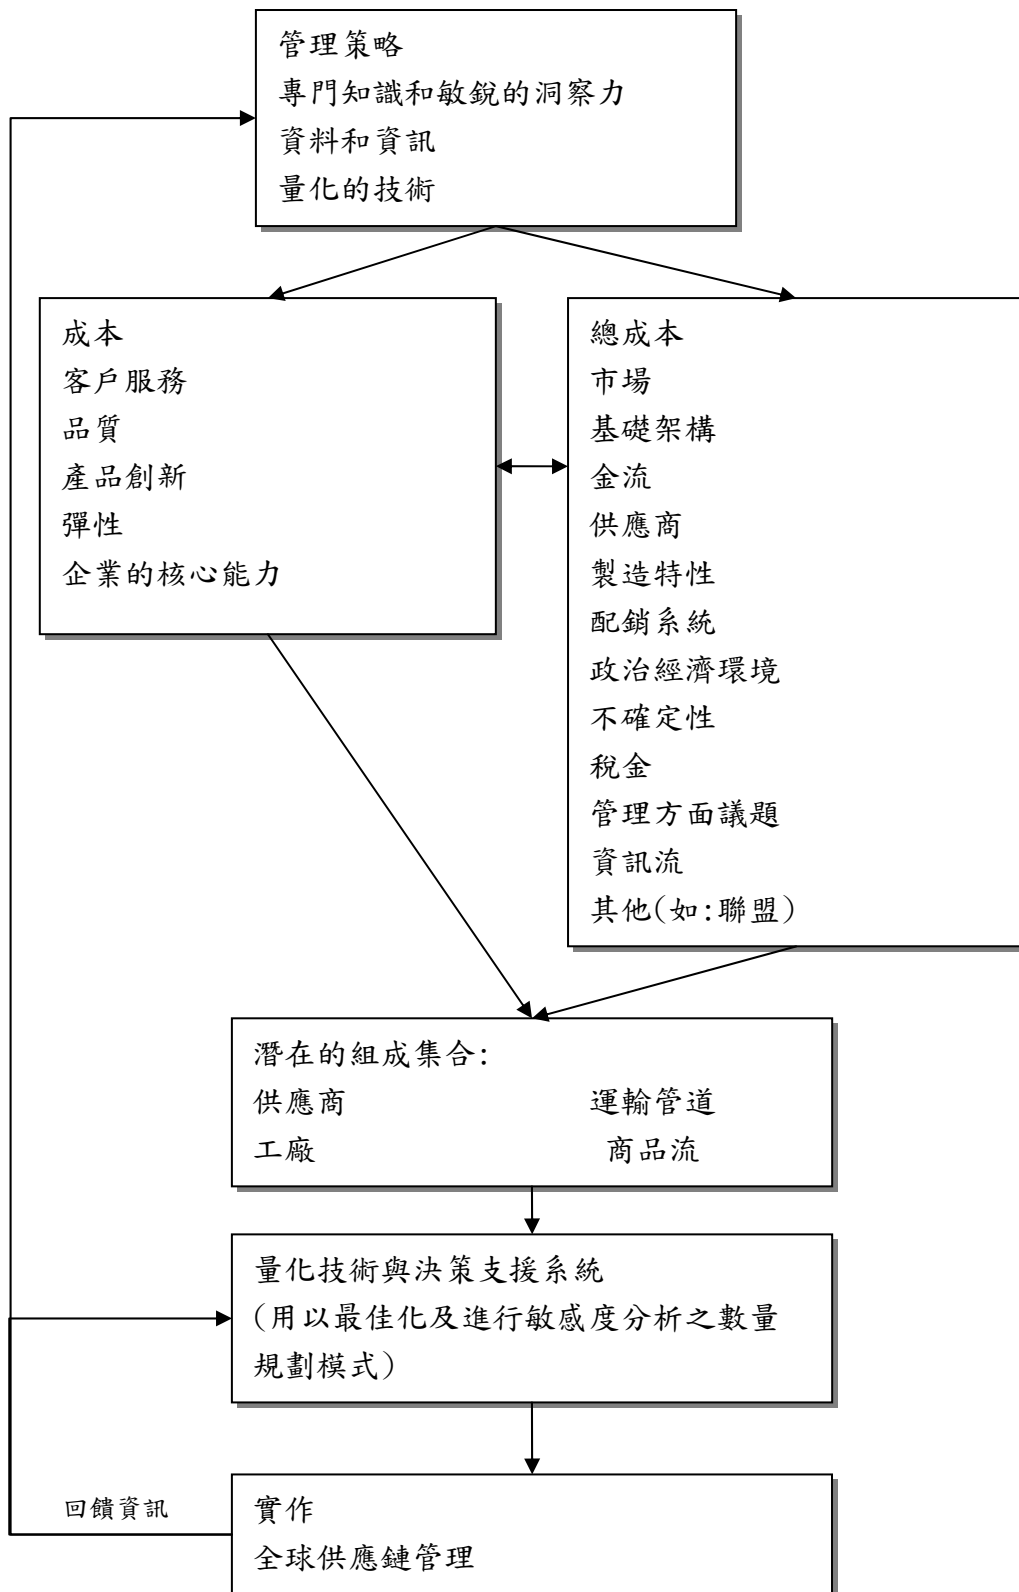 管理策略
專門知識和敏銳的洞察力
資料和資訊
量化的技術
成本
客戶服務
品質
產品創新
彈性
企業的核心能力
總成本
市場
基礎架構
金流
供應商
製造特性
配銷系統
政治經濟環境
不確定性
稅金
管理方面議題
資訊流
其他(如:聯盟)
潛在的組成集合:
供應商 運輸管道
工廠 商品流
量化技術與決策支援系統
(用以最佳化及進行敏感度分析之數量
規劃模式)
回饋資訊
實作
全球供應鏈管理